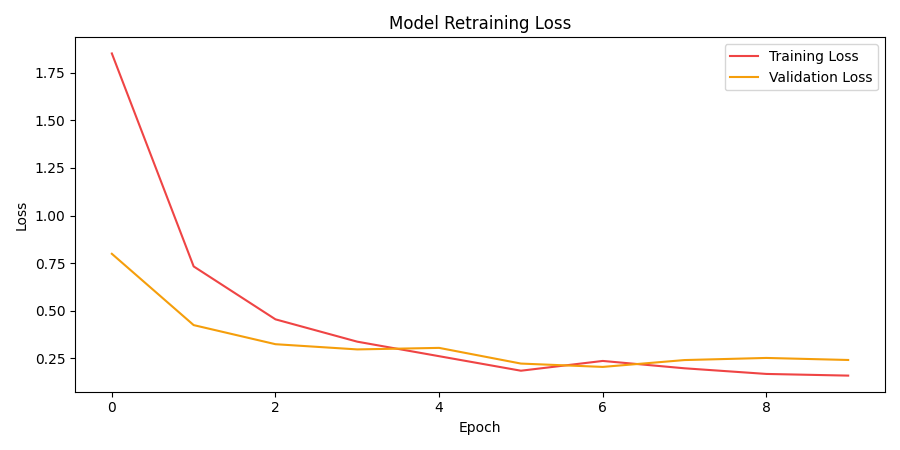 Model Retraining Loss
Training Loss
Validation Loss
1.75
1.50
1.25
1.00
0.75
0.50
0.25
Loss
0 2 4 6 8
Epoch